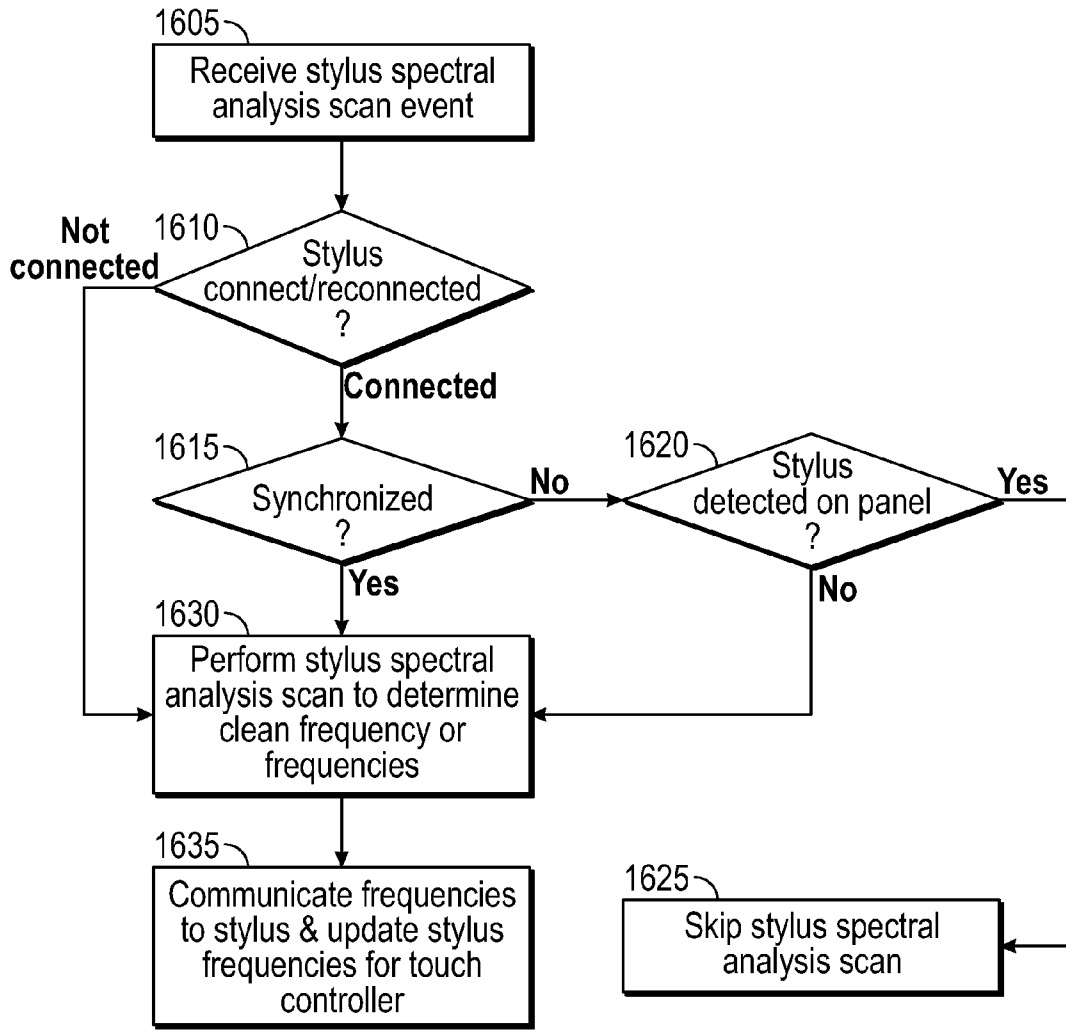 1605
Receive stylus spectral
analysis scan event
1610
Not
connected
Stylus
connect/reconnected
?
Connected
1615
Synchronized
?
No
Yes
1620
Stylus
detected on panel
?
Yes
No
1630
Perform stylus spectral
analysis scan to determine
clean frequency or
frequencies
1635
Communicate frequencies
to stylus & update stylus
frequencies for touch
controller
1625
Skip stylus spectral
analysis scan